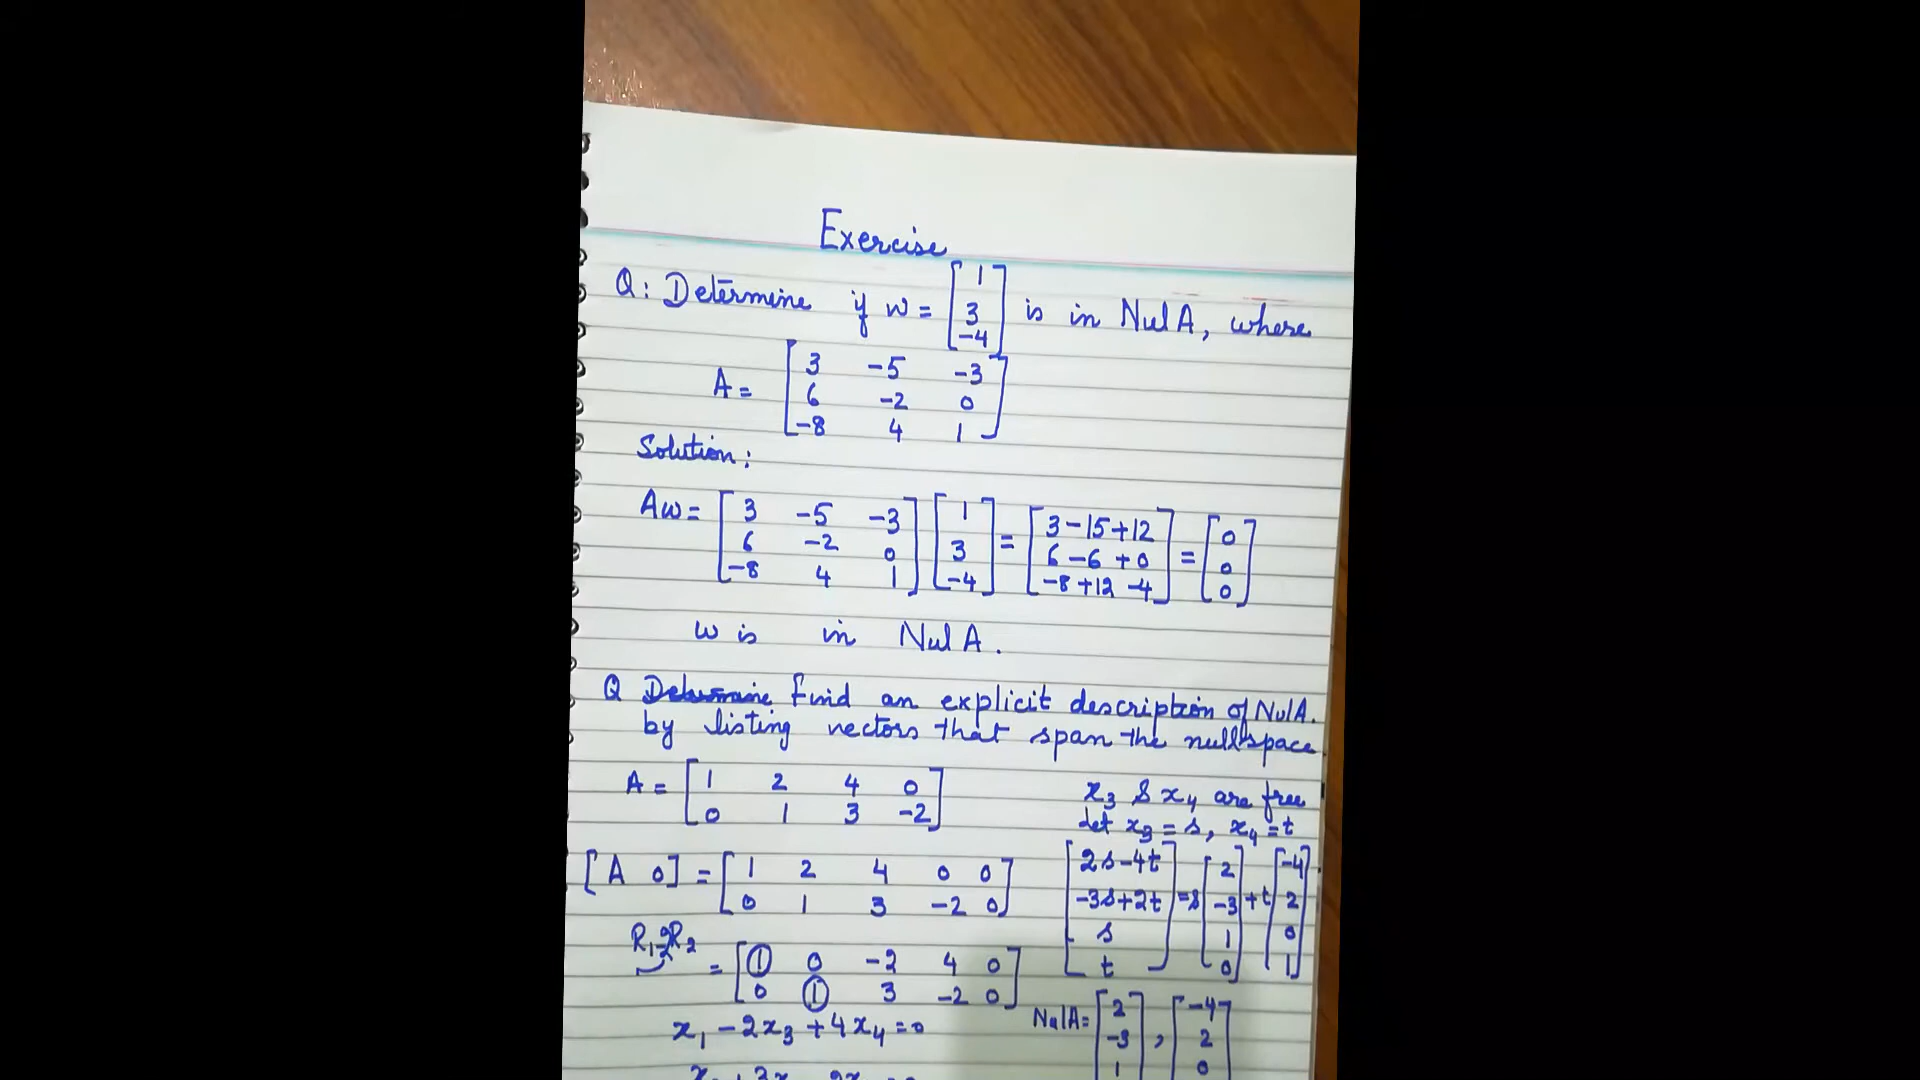 Exercise
Q: Determine if w = [1 3 -4] is in Nul A, where
A = [3 -5 -3
6 -2 0
-8 4 1]
Solution:
Aw = [3 -5 -3 6 -2 0 -8 4 1] [1 3 -4] = [3-15+12 6-6+0 -8+12-4] = [0 0 0]
w is in Nul A.
Q Find an explicit description of Nul A.
by listing vectors that span the null space
A = [1 2 4 0
0 1 3 -2]
[A 0] = [1 2 4 0 0
0 1 3 -2 0]
R1-2R2
= [1 0 -2 4 0
0 1 3 -2 0]
x1 - 2x3 + 4x4 = 0
x3 & x4 are free
let x3 = s, x4 = t
[2s-4t -3s+2t s t] = s [2 -3 1 0] + t [-4 2 0 1]
Nul A = [2 -3 1 , [-4 2 0